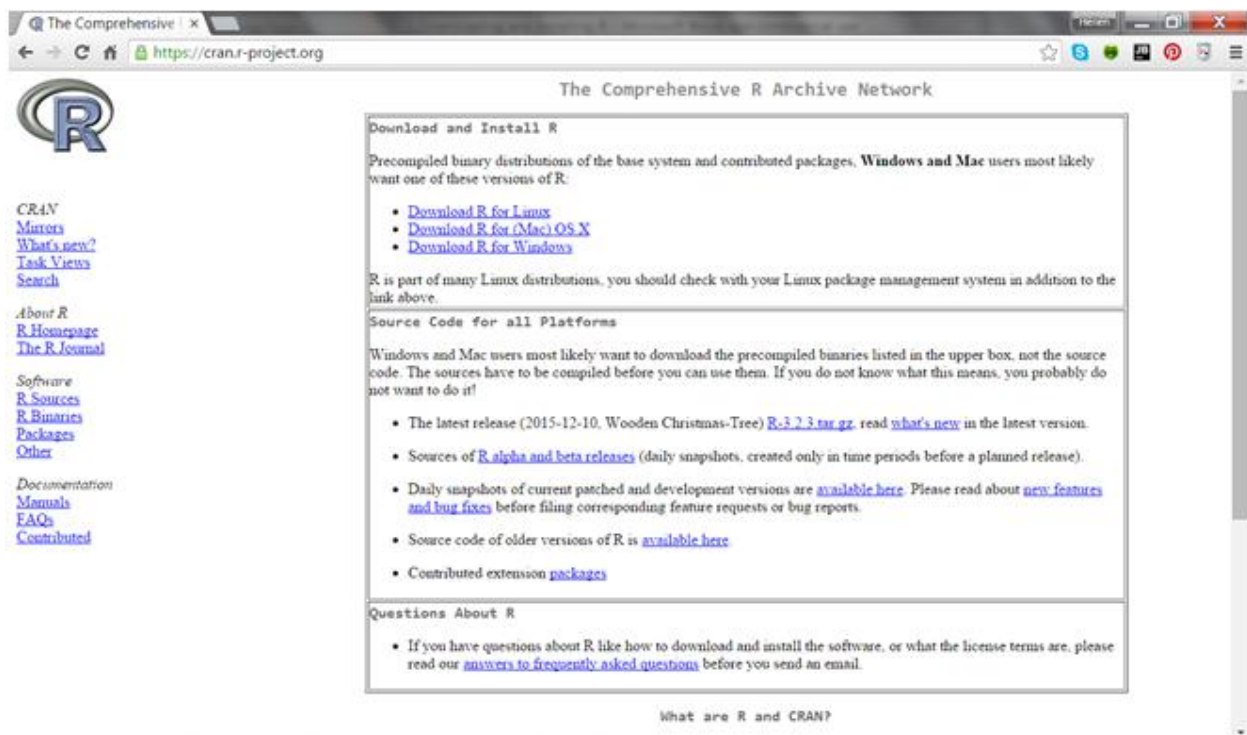 The Comprehensive
Helen
https://cran.r-project.org
R
CRAN
Mirrors
What's new?
Task Views
Search
About R
R Homepage
The R Journal
Software
R Sources
R Binaries
Packages
Other
Documentation
Manuals
FAQs
Contributed
The Comprehensive R Archive Network
Download and Install R
Precompiled binary distributions of the base system and contributed packages, Windows and Mac users most likely
want one of these versions of R:
• Download R for Linux
• Download R for (Mac) OS X
• Download R for Windows
R is part of many Linux distributions, you should check with your Linux package management system in addition to the
link above.
Source Code for all Platforms
Windows and Mac users most likely want to download the precompiled binaries listed in the upper box, not the source
code. The sources have to be compiled before you can use them. If you do not know what this means, you probably do
not want to do it!
• The latest release (2015-12-10, Wooden Christmas-Tree) R-3.2.3.tar.gz, read what's new in the latest version.
• Sources of R alpha and beta releases (daily snapshots, created only in time periods before a planned release).
• Daily snapshots of current patched and development versions are available here. Please read about new features
and bug fixes before filing corresponding feature requests or bug reports.
• Source code of older versions of R is available here.
• Contributed extension packages
Questions About R
• If you have questions about R like how to download and install the software, or what the license terms are, please
read our answers to frequently asked questions before you send an email.
What are R and CRAN?